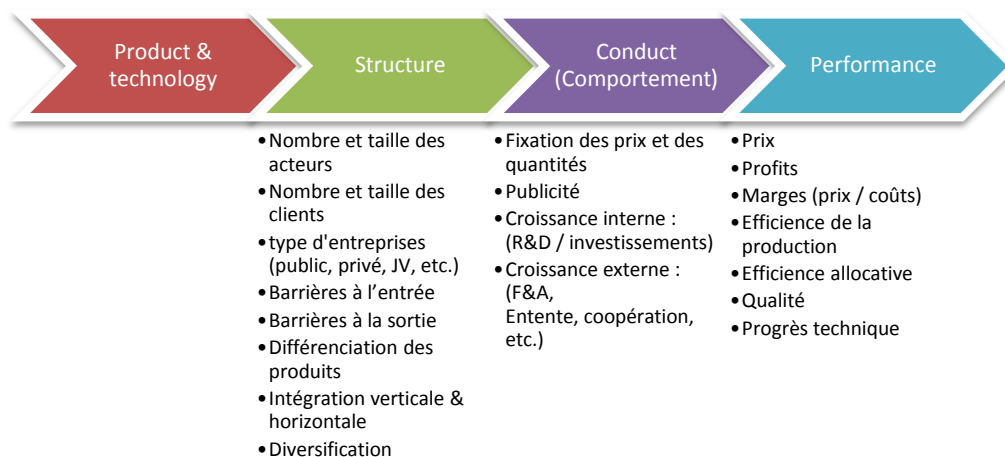 Product &
technology
Structure
Conduct
(Comportement)
Performance
•Nombre et taille des
acteurs
•Nombre et taille des
clients
•type d'entreprises
(public, privé, JV, etc.)
•Barrières à l'entrée
•Barrières à la sortie
•Différenciation des
produits
•Intégration verticale &
horizontale
•Diversification
•Fixation des prix et des
quantités
•Publicité
•Croissance interne :
(R&D / investissements)
•Croissance externe :
(F&A,
Entente, coopération,
etc.)
•Prix
•Profits
•Marges (prix / coûts)
•Efficience de la
production
•Efficience allocative
•Qualité
•Progrès technique